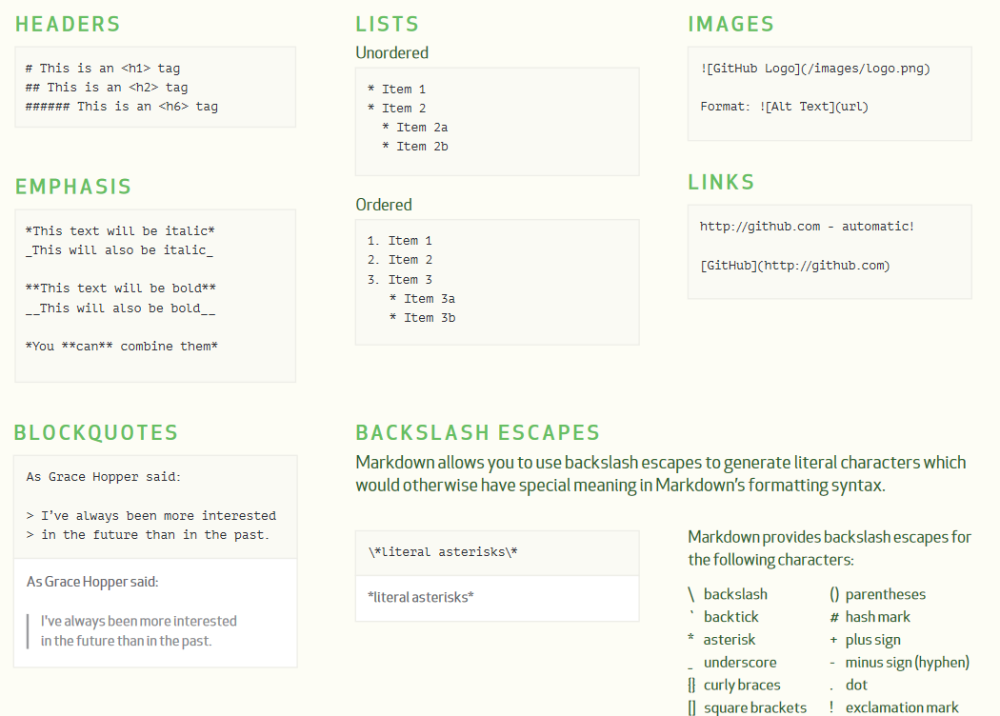 HEADERS
# This is an <h1> tag
## This is an <h2> tag
###### This is an <h6> tag
EMPHASIS
*This text will be italic*
_This will also be italic_
**This text will be bold**
__This will also be bold__
*You **can** combine them*
LISTS
Unordered
* Item 1
* Item 2
  * Item 2a
  * Item 2b
Ordered
1. Item 1
2. Item 2
3. Item 3
   * Item 3a
   * Item 3b
IMAGES
![GitHub Logo](/images/logo.png)
Format: ![Alt Text](url)
LINKS
http://github.com - automatic!
[GitHub](http://github.com)
BLOCKQUOTES
As Grace Hopper said:
> I’ve always been more interested
> in the future than in the past.
As Grace Hopper said:
I’ve always been more interested
in the future than in the past.
BACKSLASH ESCAPES
Markdown allows you to use backslash escapes to generate literal characters which
would otherwise have special meaning in Markdown’s formatting syntax.
\*literal asterisks\*
*literal asterisks*
Markdown provides backslash escapes for
the following characters:
\ backslash
` backtick
* asterisk
_ underscore
{} curly braces
[] square brackets
() parentheses
# hash mark
+ plus sign
- minus sign (hyphen)
. dot
! exclamation mark